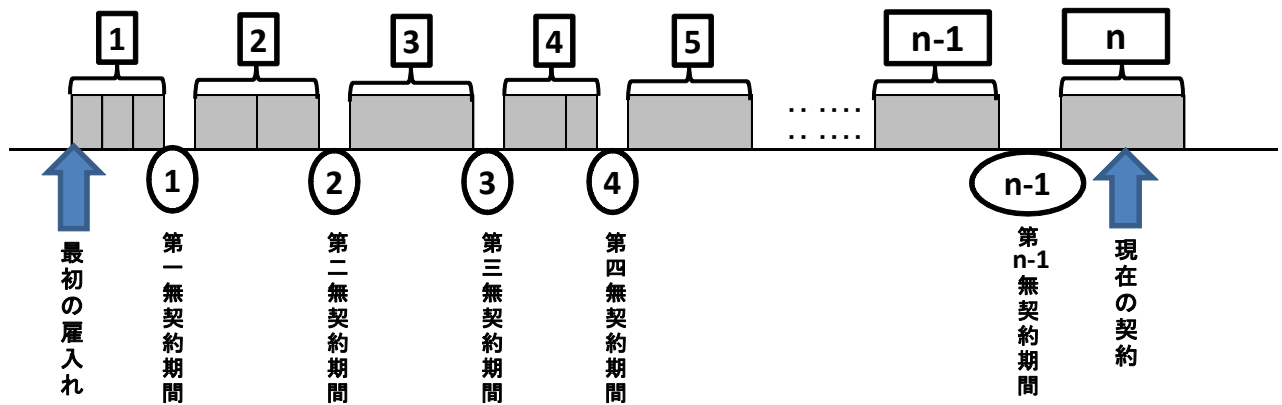 1
2
3
4
5
n-1
n
‥ ‥‥
‥ ‥‥
1
2
3
4
n-1
最初の雇入れ
第一無契約期間
第二無契約期間
第三無契約期間
第四無契約期間
第n-1無契約期間
現在の契約